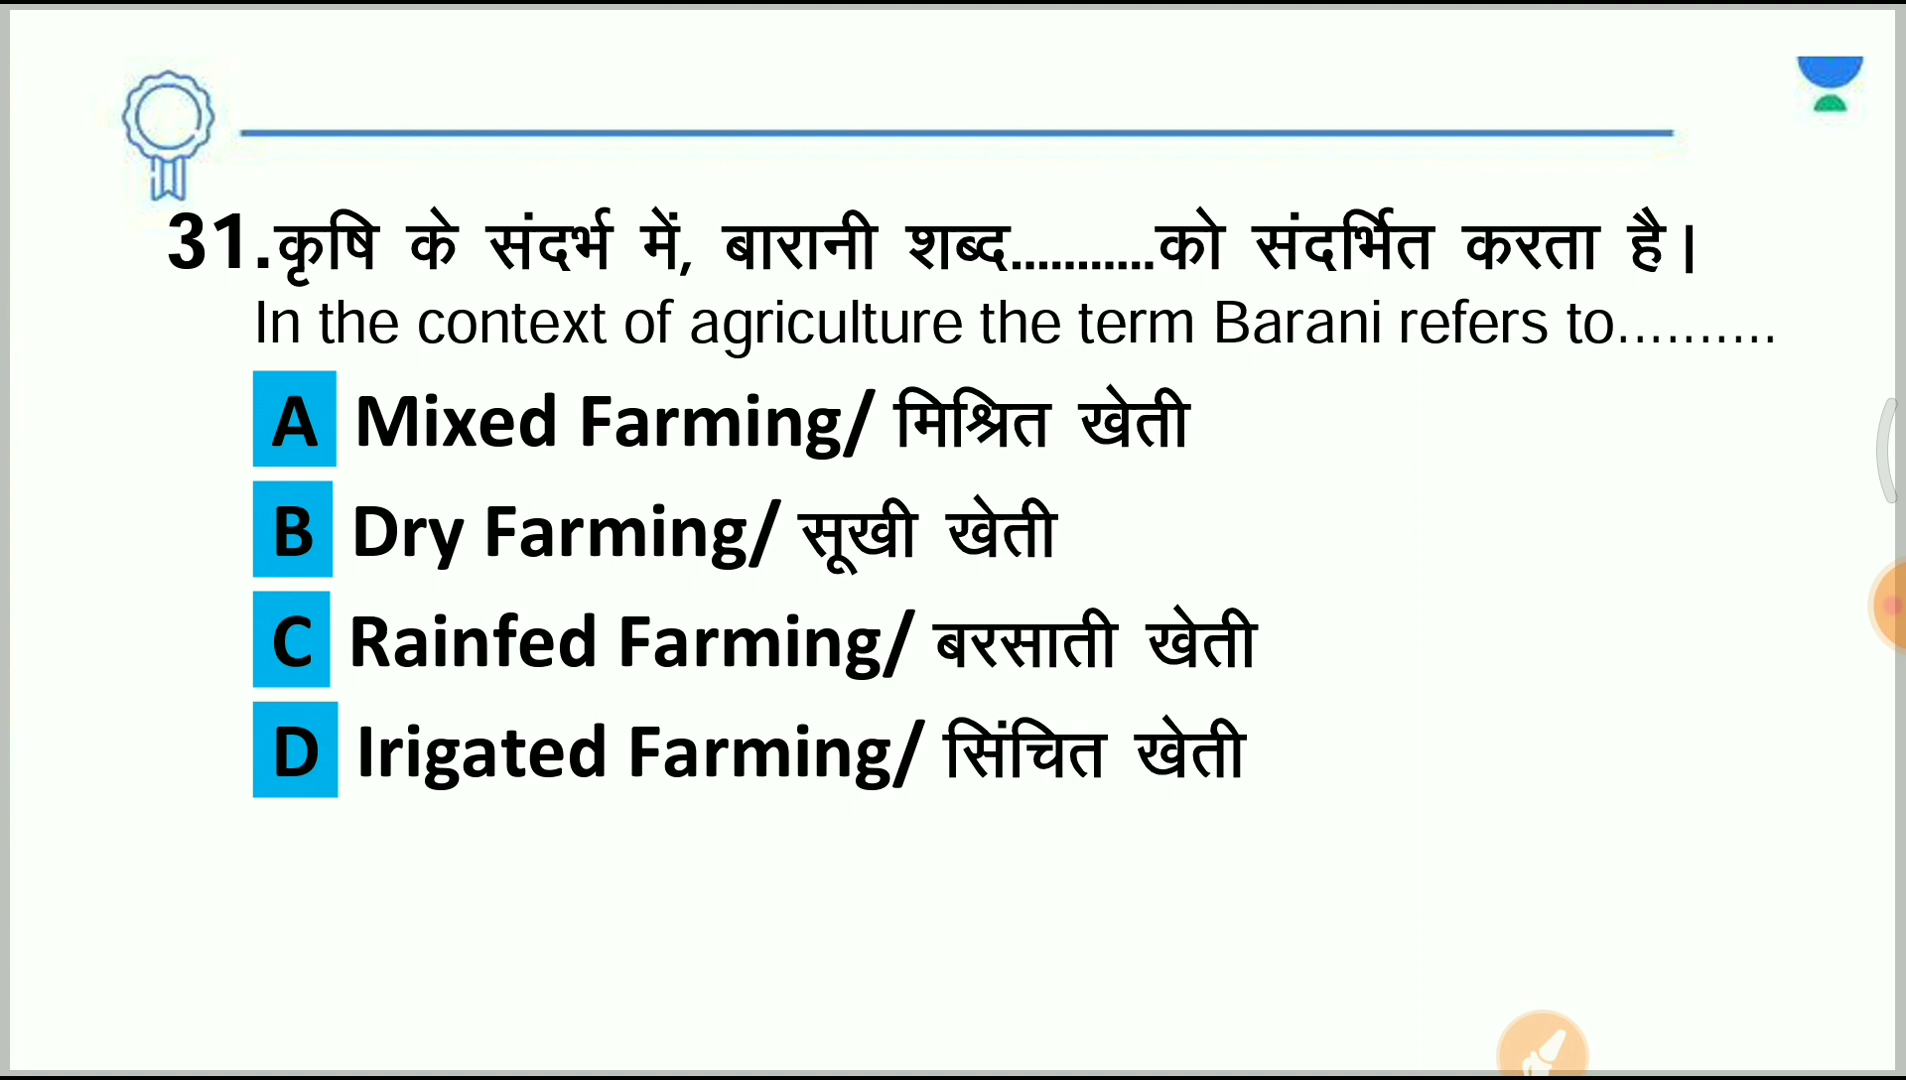 31.कृषि के संदर्भ में, बारानी शब्द...........को संदर्भित करता है।
In the context of agriculture the term Barani refers to..........
A Mixed Farming/ मिश्रित खेती
B Dry Farming/ सूखी खेती
C Rainfed Farming/ बरसाती खेती
D Irigated Farming/ सिंचित खेती